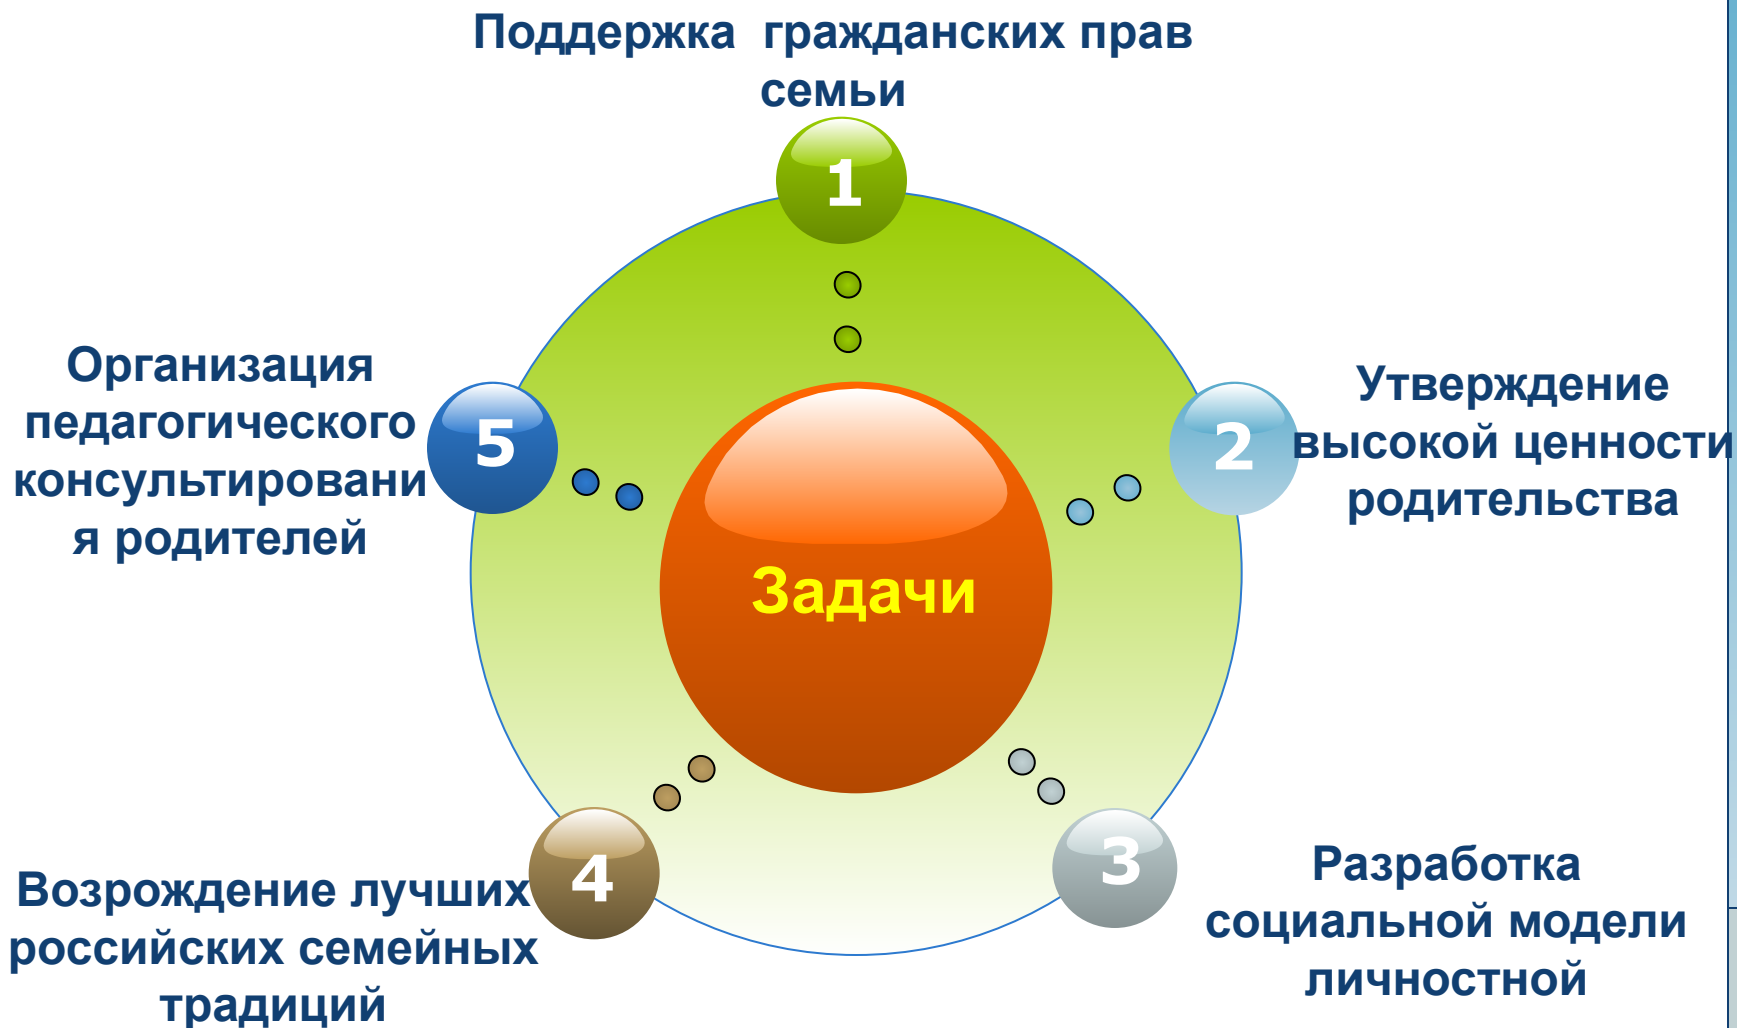 Поддержка гражданских прав
семьи
1
Организация
педагогического
консультировани
я родителей
5
2
Утверждение
высокой ценности
родительства
Задачи
4
Возрождение лучших
российских семейных
традиций
3
Разработка
социальной модели
личностной